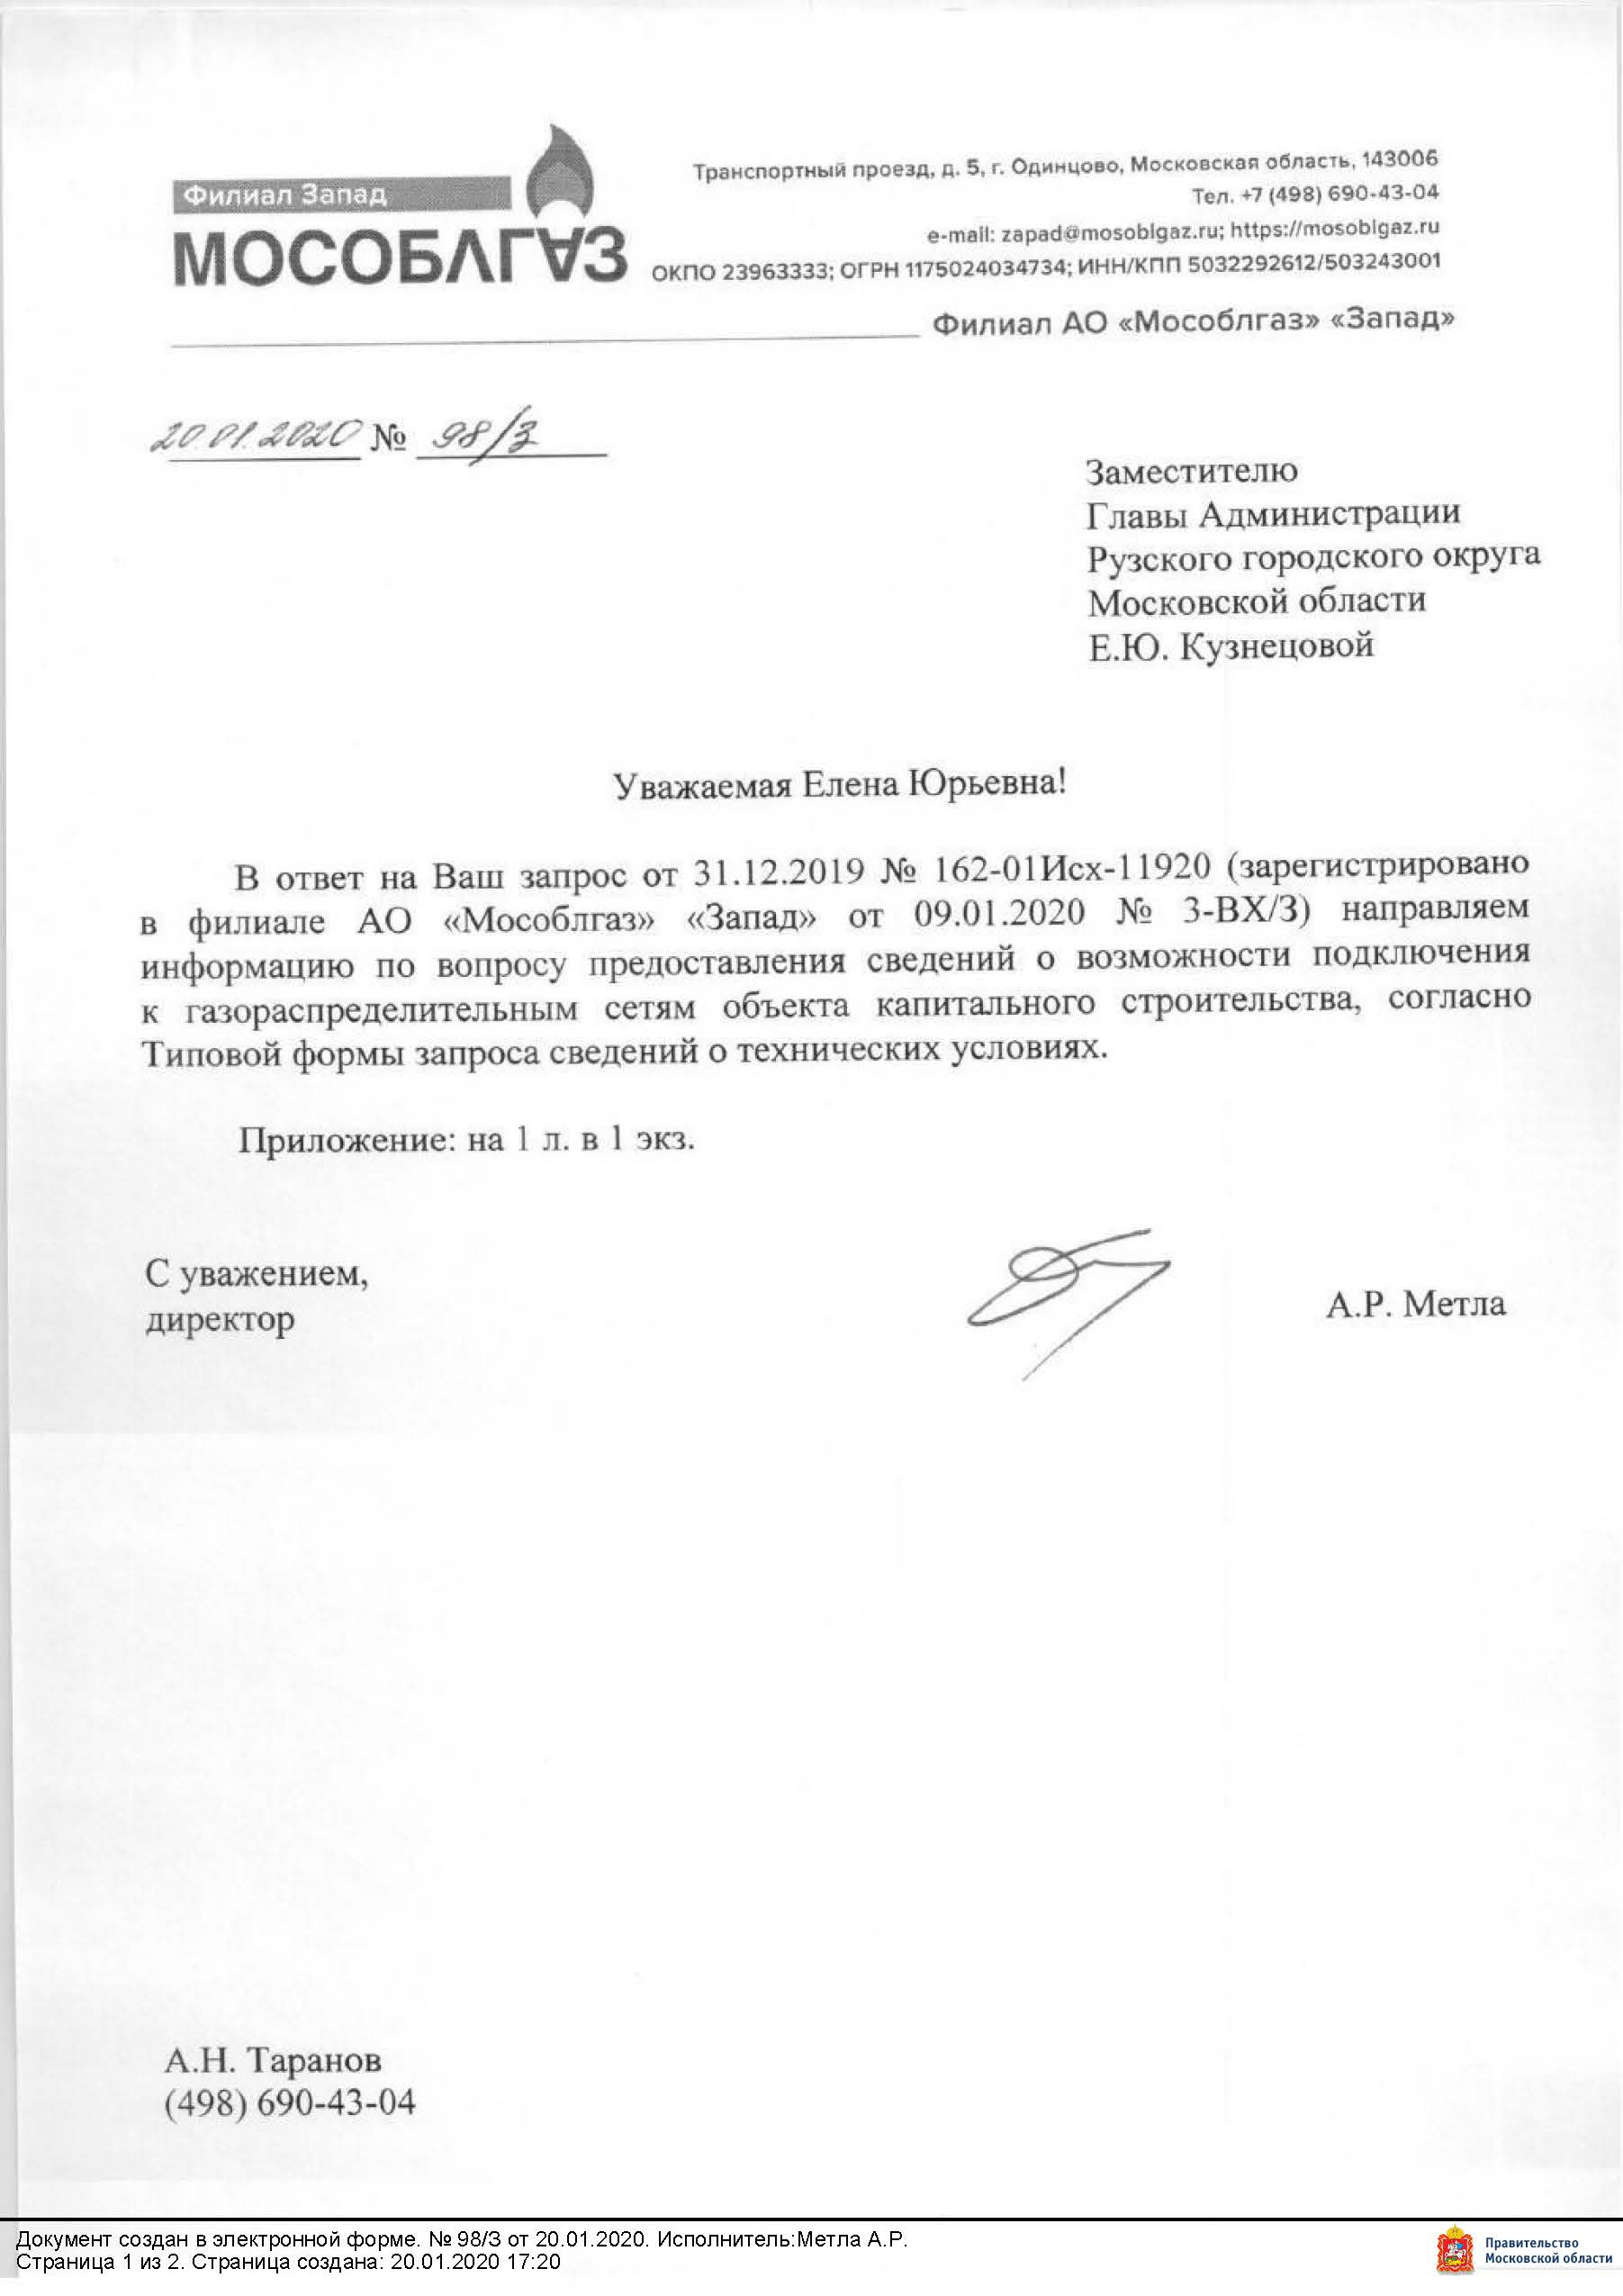 Филиал Запад
МОСОБЛГАЗ
Транспортный проезд, д. 5, г. Одинцово, Московская область, 143006
Тел. +7 (498) 690-43-04
e-mail: zapad@mosoblgaz.ru; https://mosoblgaz.ru
ОКПО 23963333; ОГРН 1175024034734; ИНН/КПП 5032292612/503243001
Филиал АО «Мособлгаз» «Запад»
20.01.2020 № 98/З
Заместителю
Главы Администрации
Рузского городского округа
Московской области
Е.Ю. Кузнецовой
Уважаемая Елена Юрьевна!
В ответ на Ваш запрос от 31.12.2019 № 162-01Исх-11920 (зарегистрировано
в филиале АО «Мособлгаз» «Запад» от 09.01.2020 № 3-ВХ/З) направляем
информацию по вопросу предоставления сведений о возможности подключения
к газораспределительным сетям объекта капитального строительства, согласно
Типовой формы запроса сведений о технических условиях.
Приложение: на 1 л. в 1 экз.
С уважением,
директор
А.Р. Метла
А.Н. Таранов
(498) 690-43-04
Документ создан в электронной форме. № 98/З от 20.01.2020. Исполнитель:Метла А.Р.
Страница 1 из 2. Страница создана: 20.01.2020 17:20
Правительство
Московской области